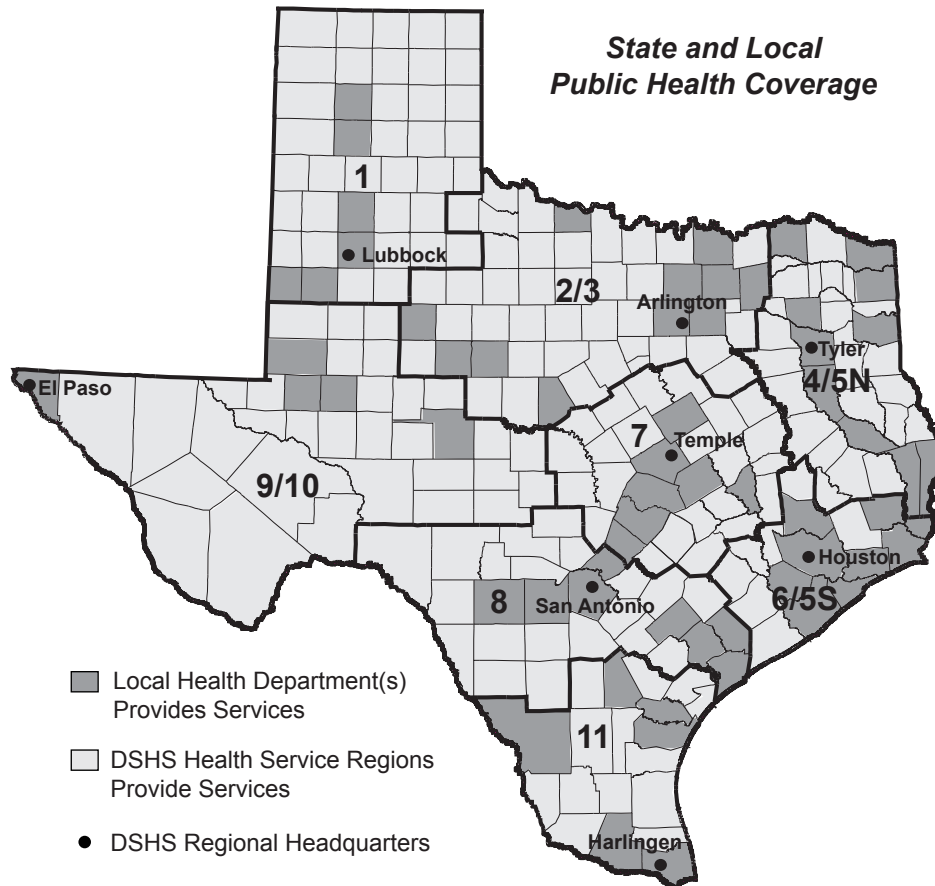 State and Local
Public Health Coverage
1
Lubbock
2/3
Arlington
El Paso
Tyler
4/5N
7
Temple
9/10
Houston
8
San Antonio
6/5S
Local Health Department(s)
Provides Services
11
DSHS Health Service Regions
Provide Services
Harlingen
DSHS Regional Headquarters